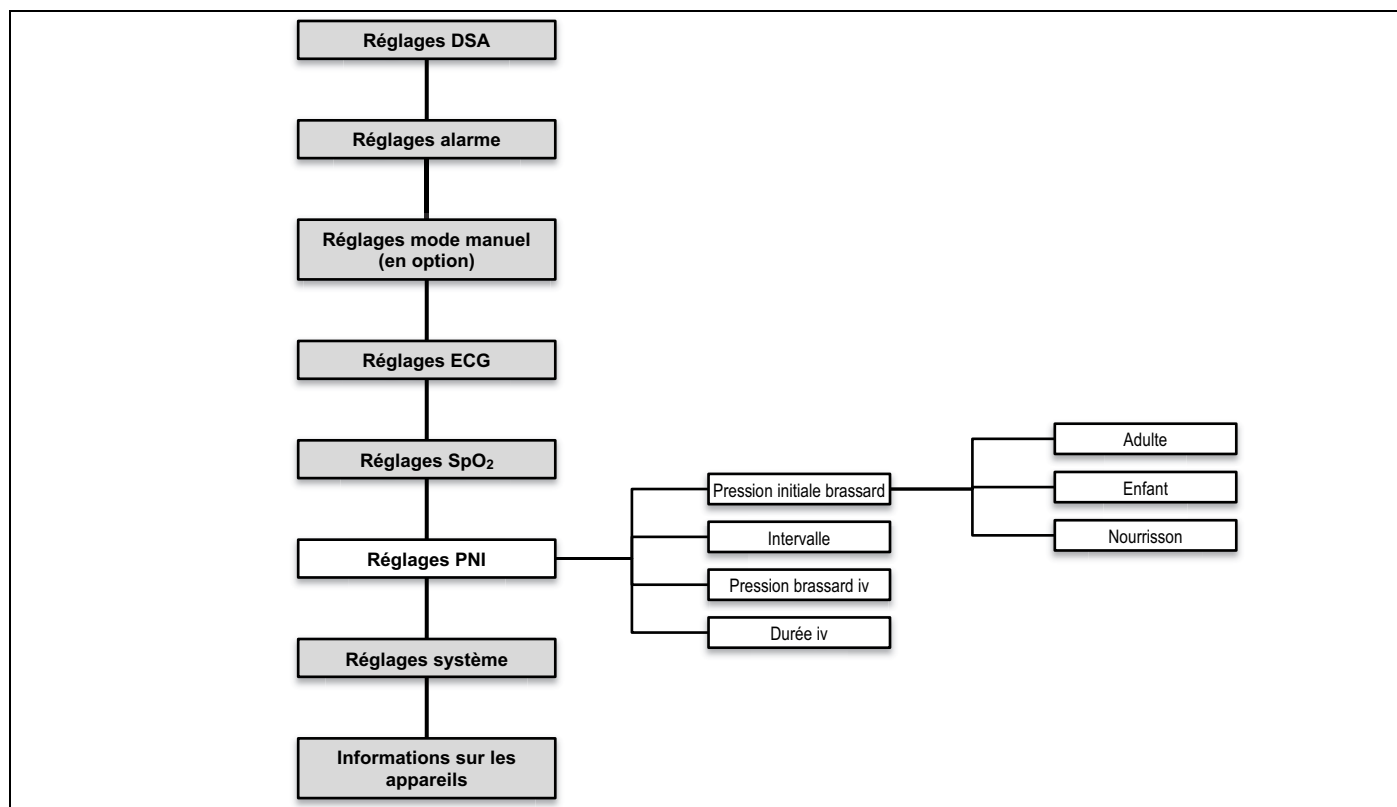 Réglages DSA
Réglages alarme
Réglages mode manuel
(en option)
Réglages ECG
Réglages SpO₂
Réglages PNI
Réglages système
Informations sur les
appareils
Pression initiale brassard
Intervalle
Pression brassard iv
Durée iv
Adulte
Enfant
Nourrisson